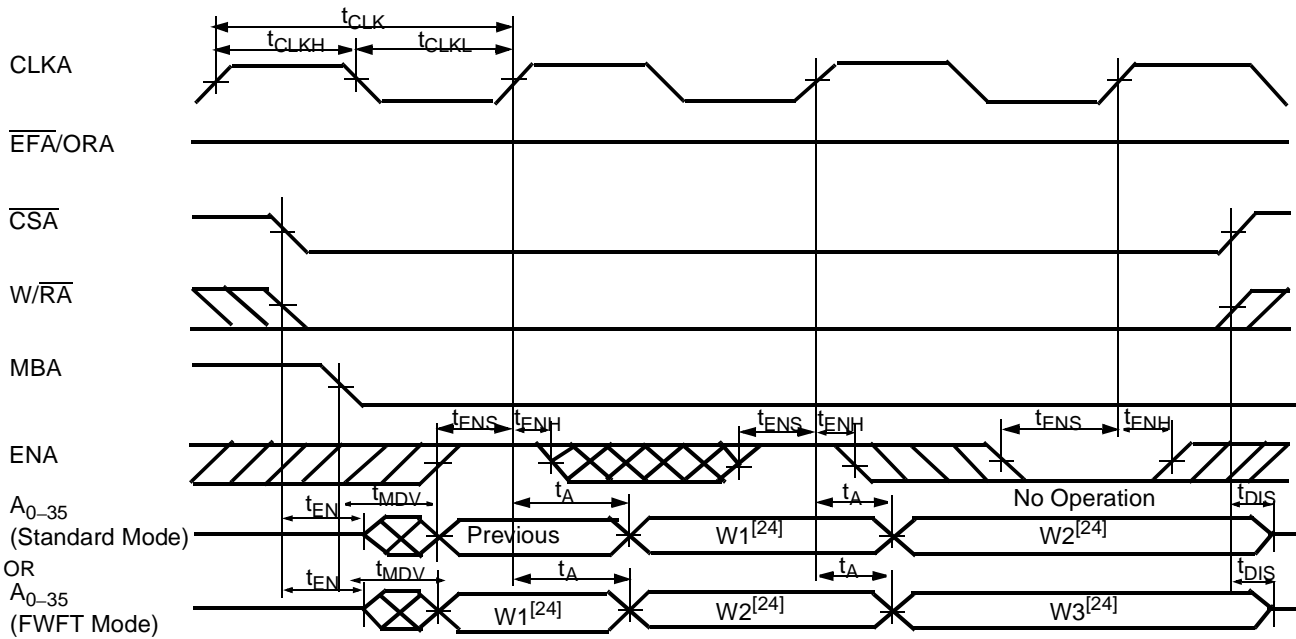 tCLK
tCLKH tCLKL
CLKA
EFA/ORA
CSA
W/RA
MBA
tENS tENH tENS tENH tENS tENH
ENA
tEN tMDV tA tA No Operation tDIS
A0–35
(Standard Mode) Previous W1[24] W2[24]
OR
tEN tMDV tA tA tDIS
A0–35
(FWFT Mode) W1[24] W2[24] W3[24]